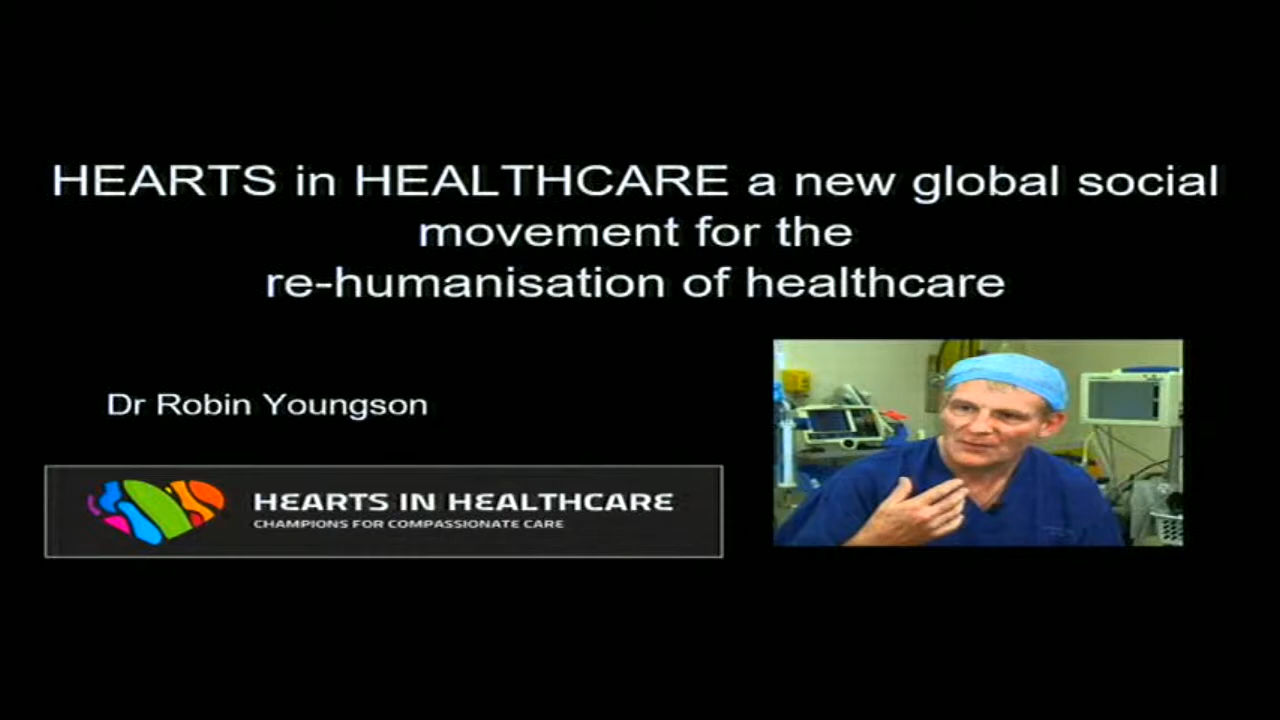 HEARTS in HEALTHCARE a new global social
movement for the
re-humanisation of healthcare
Dr Robin Youngson
HEARTS IN HEALTHCARE
CHAMPIONS FOR COMPASSIONATE CARE